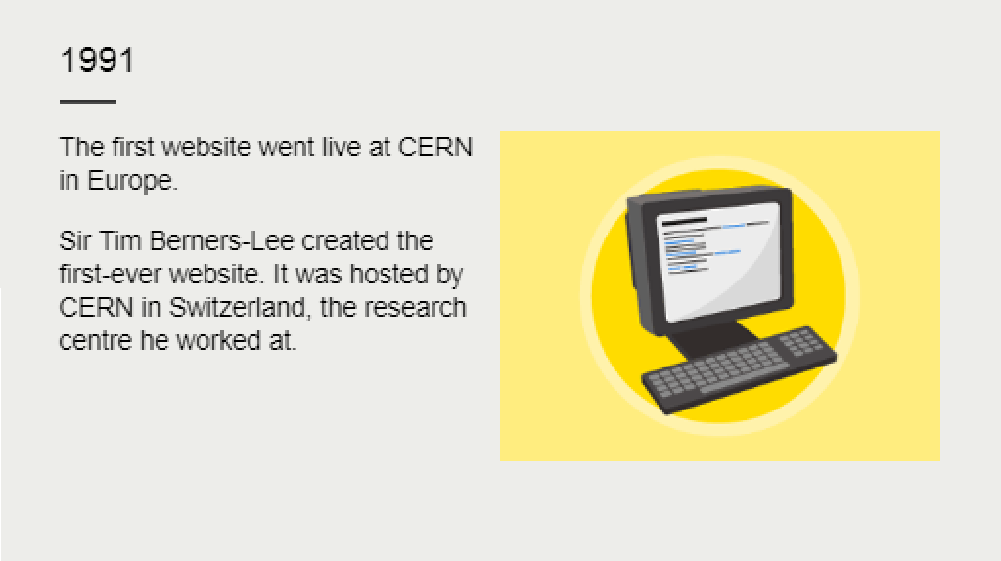 1991
The first website went live at CERN
in Europe.
Sir Tim Berners-Lee created the
first-ever website. It was hosted by
CERN in Switzerland, the research
centre he worked at.